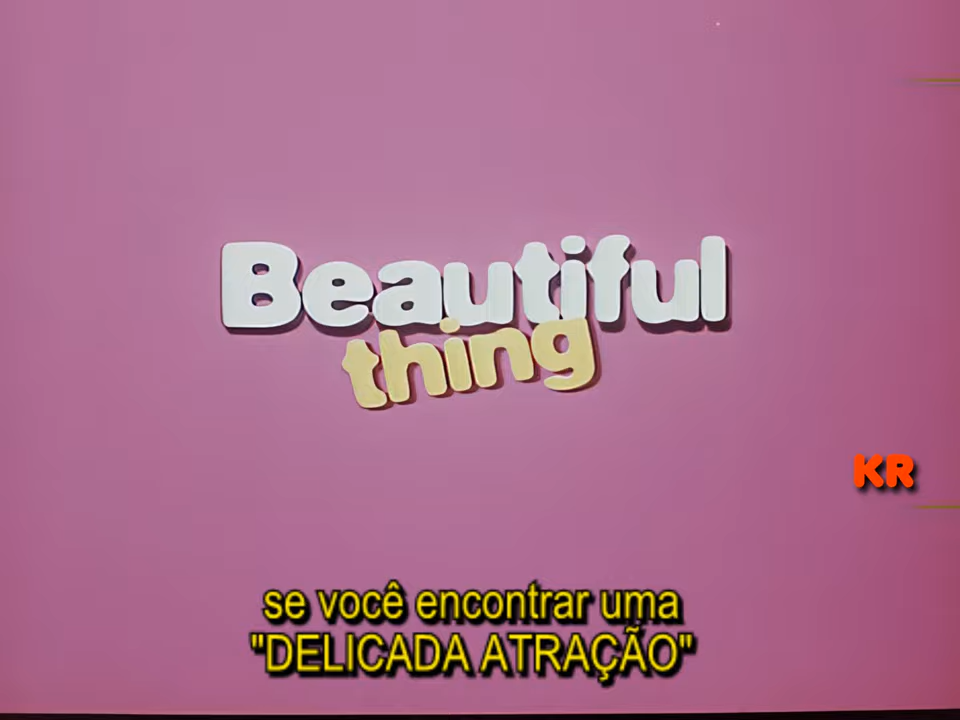 Beautiful
thing
KR
se você encontrar uma
"DELICADA ATRAÇÃO"